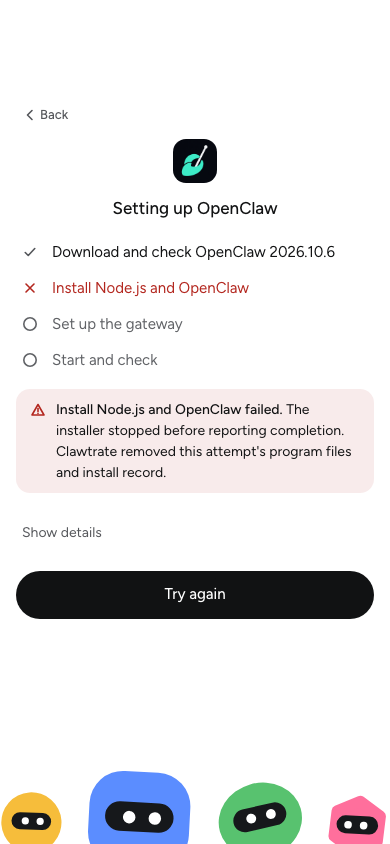 Back
Setting up OpenClaw
Download and check OpenClaw 2026.10.6
Install Node.js and OpenClaw
Set up the gateway
Start and check
Install Node.js and OpenClaw failed. The
installer stopped before reporting completion.
Clawtrate removed this attempt's program files
and install record.
Show details
Try again